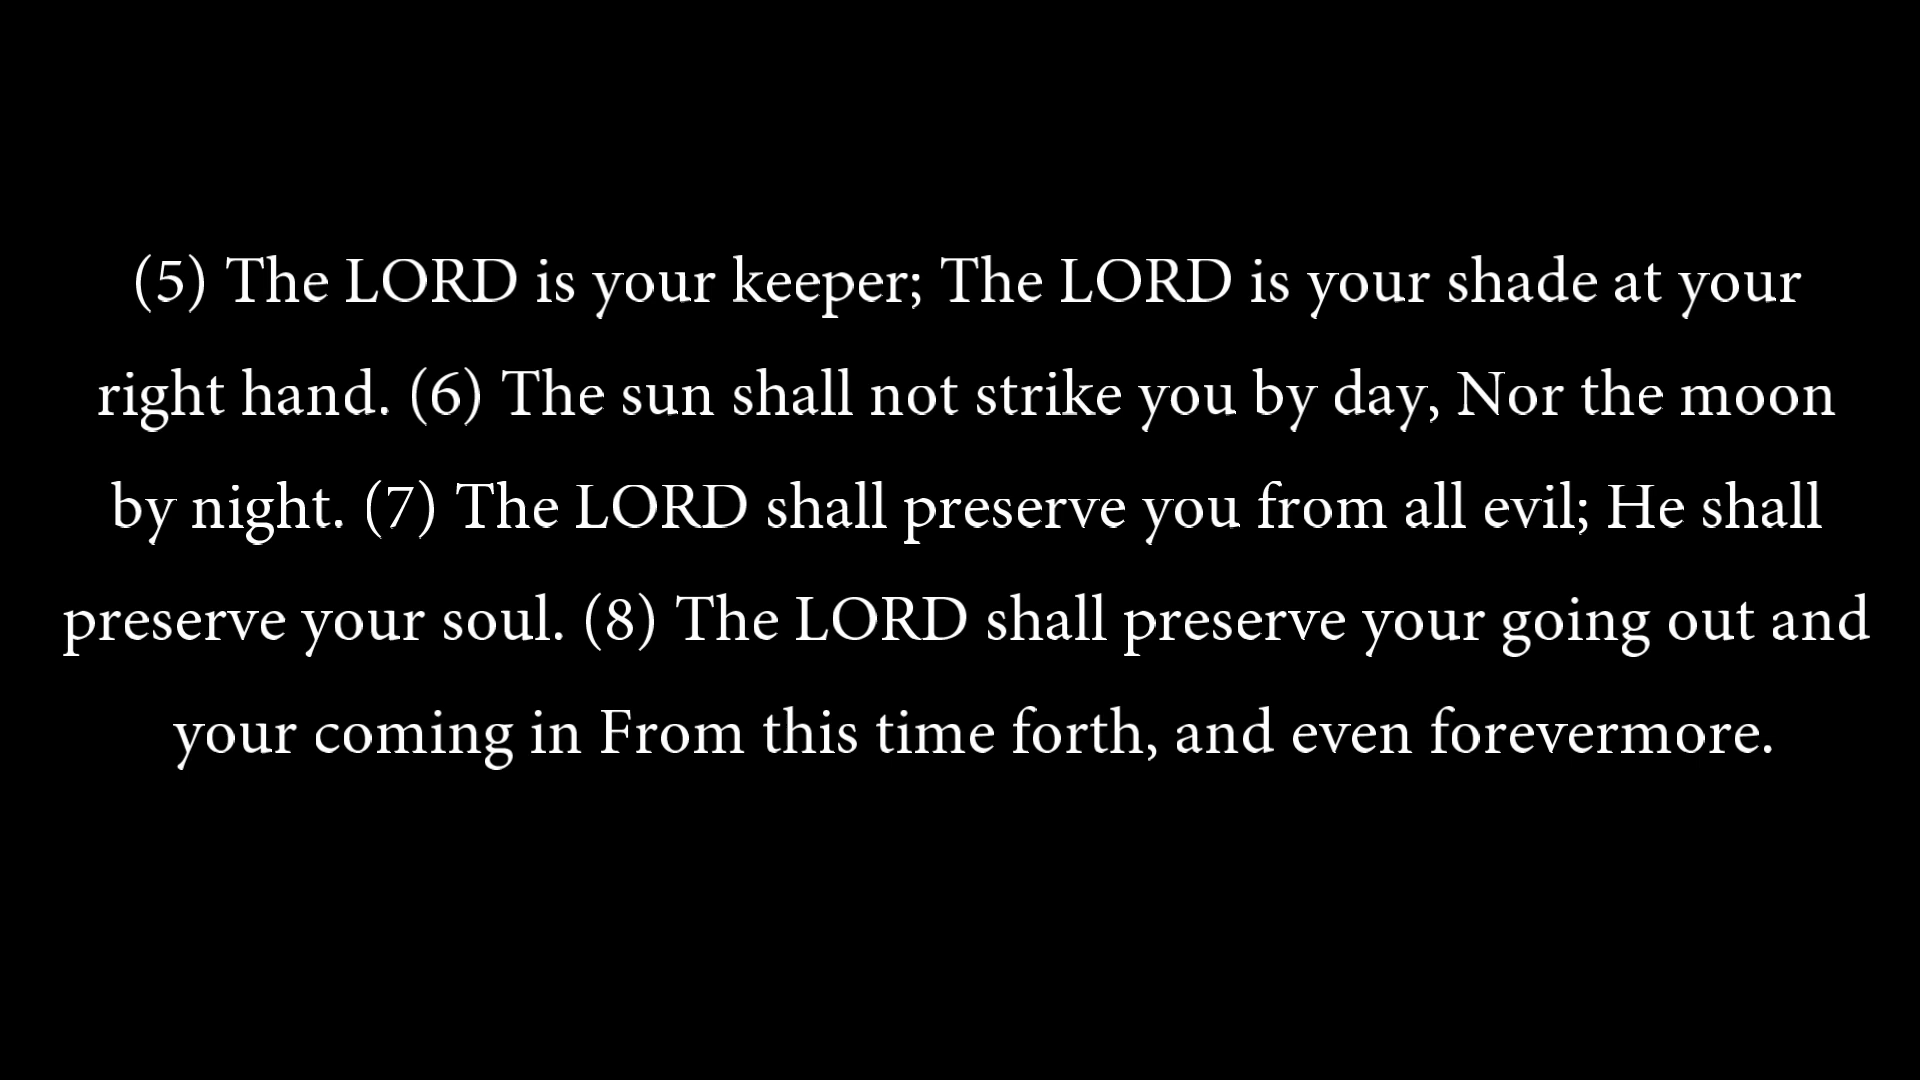 (5) The LORD is your keeper; The LORD is your shade at your
right hand. (6) The sun shall not strike you by day, Nor the moon
by night. (7) The LORD shall preserve you from all evil; He shall
preserve your soul. (8) The LORD shall preserve your going out and
your coming in From this time forth, and even forevermore.